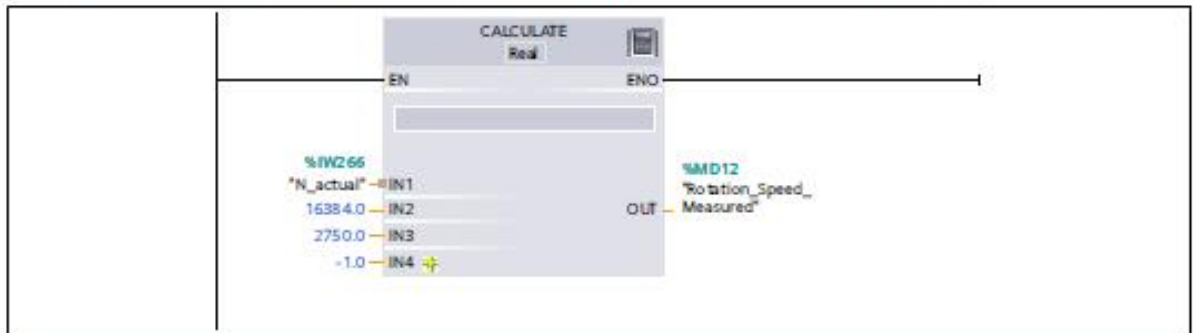 CALCULATE
Real
EN
ENO
%IW266
"N_actual"
IN1
16384.0
IN2
2750.0
IN3
-1.0
IN4
%MD12
"Rotation_Speed_
Measured"
OUT